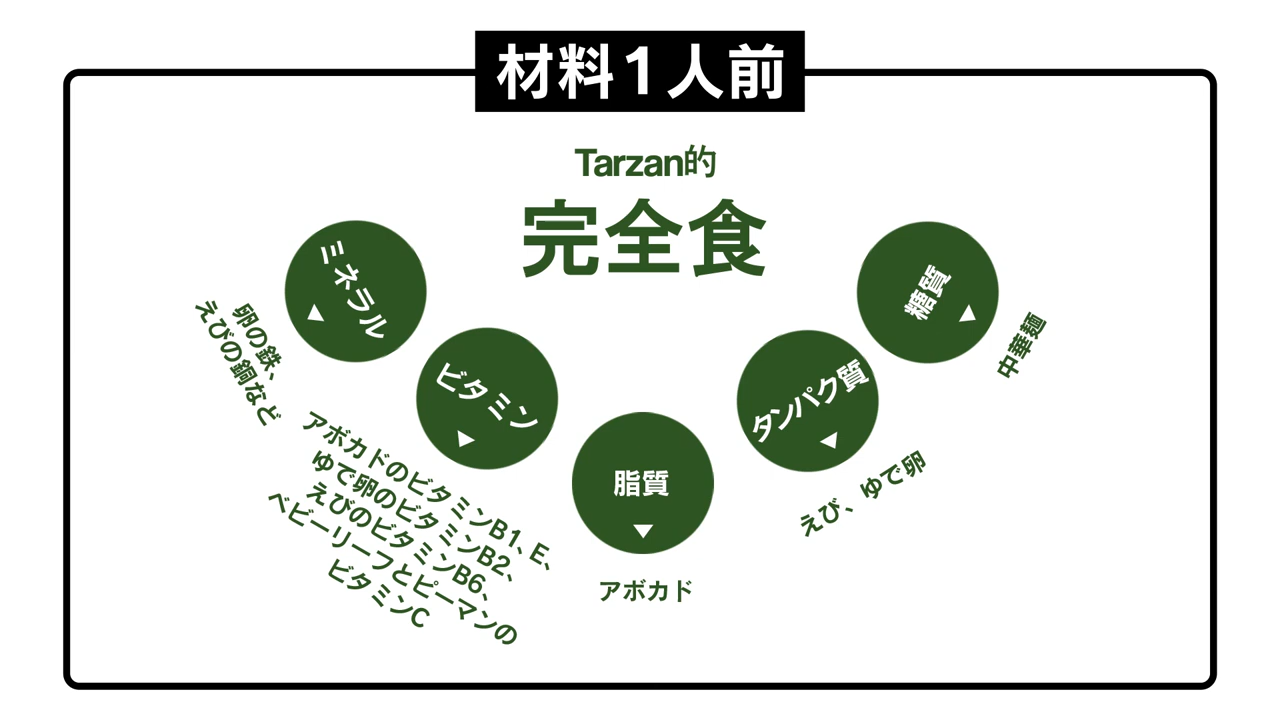 材料1人前
Tarzan的
完全食
ミネラル
卵の鉄、
えびの銅など
ビタミン
アボカドのビタミンB1、E、
ゆで卵のビタミンB2、
えびのビタミンB6、
ベビーリーフとピーマンの
ビタミンC
脂質
アボカド
タンパク質
えび、ゆで卵
糖質
中華麺